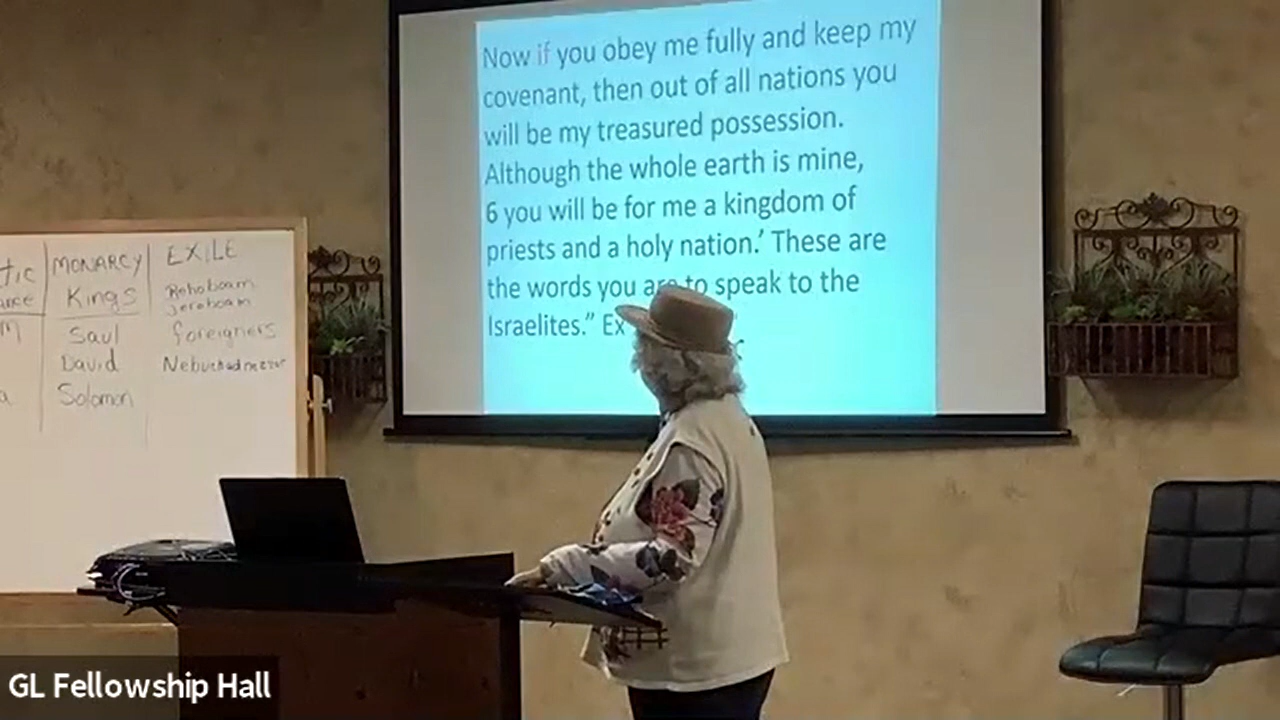 Now if you obey me fully and keep my
covenant, then out of all nations you
will be my treasured possession.
Although the whole earth is mine,
6 you will be for me a kingdom of
priests and a holy nation.’ These are
the words you are to speak to the
Israelites.” Ex
MONARCY
Kings
Saul
David
Solomon
EXILE
Rehoboam
Jeroboam
foreigners
Nebuchadnezzar
GL Fellowship Hall